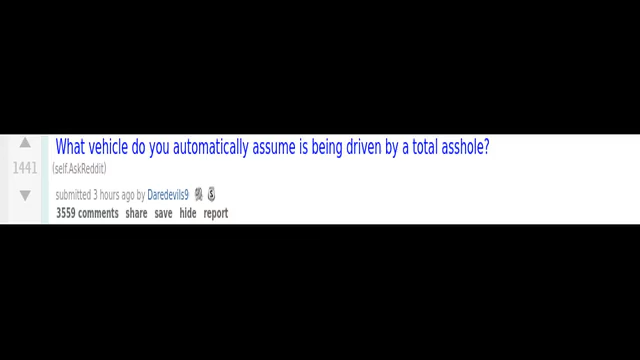 What vehicle do you automatically assume is being driven by a total asshole?
1441
(self.AskReddit)
submitted 3 hours ago by Daredevils9
3559 comments share save hide report